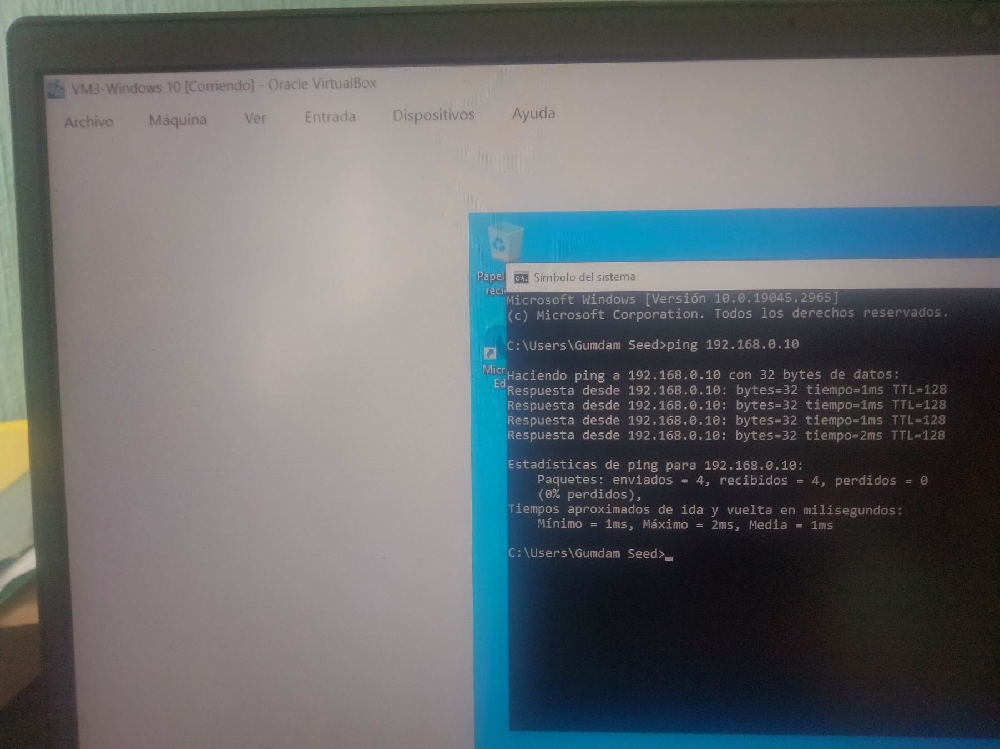 VM3-Windows 10 [Corriendo] - Oracle VirtualBox
Archivo Máquina Ver Entrada Dispositivos Ayuda
Papel
reci
Micr
Ed
Símbolo del sistema
Microsoft Windows [Versión 10.0.19045.2965]
(c) Microsoft Corporation. Todos los derechos reservados.
C:\Users\Gumdam Seed>ping 192.168.0.10
Haciendo ping a 192.168.0.10 con 32 bytes de datos:
Respuesta desde 192.168.0.10: bytes=32 tiempo=1ms TTL=128
Respuesta desde 192.168.0.10: bytes=32 tiempo=1ms TTL=128
Respuesta desde 192.168.0.10: bytes=32 tiempo=1ms TTL=128
Respuesta desde 192.168.0.10: bytes=32 tiempo=2ms TTL=128
Estadísticas de ping para 192.168.0.10:
Paquetes: enviados = 4, recibidos = 4, perdidos = 0
(0% perdidos),
Tiempos aproximados de ida y vuelta en milisegundos:
Mínimo = 1ms, Máximo = 2ms, Media = 1ms
C:\Users\Gumdam Seed>